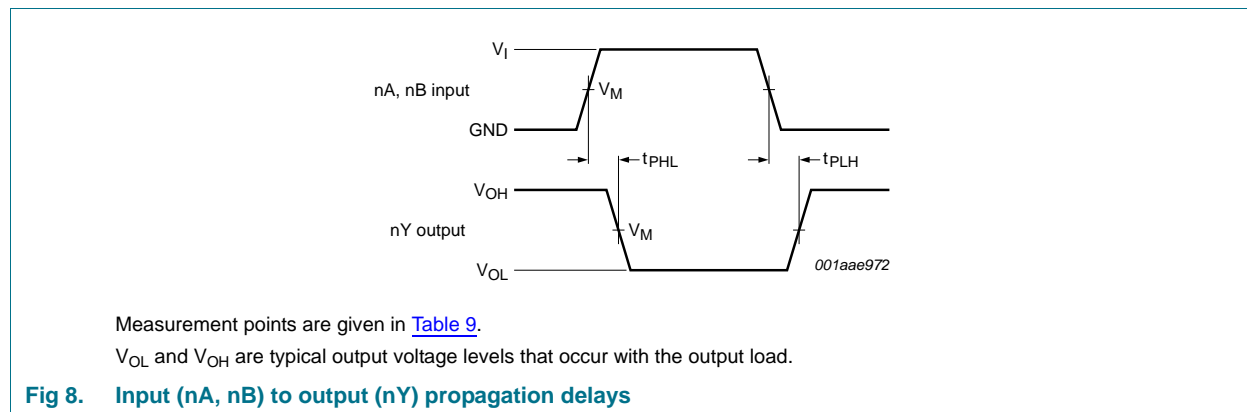 VI
nA, nB input
VM
GND
tPHL
tPLH
VOH
nY output
VM
VOL
001aae972
Measurement points are given in Table 9.
VOL and VOH are typical output voltage levels that occur with the output load.
Fig 8. Input (nA, nB) to output (nY) propagation delays